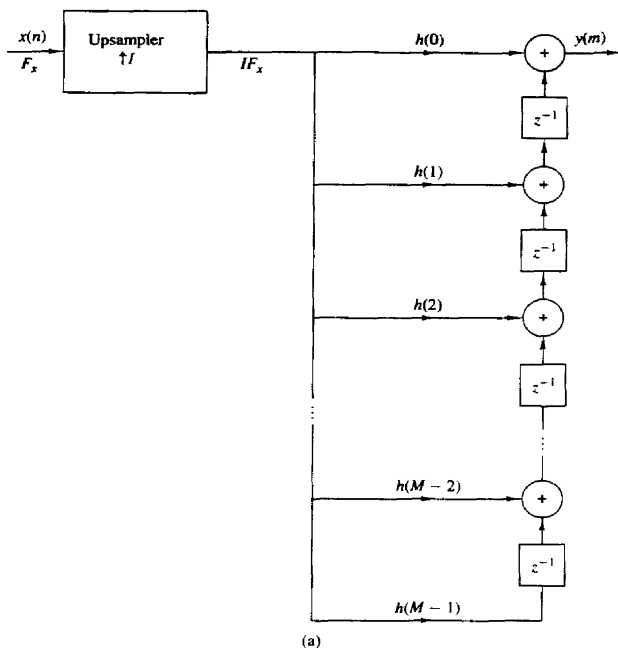 x(n)
F_x
Upsampler
↑I
IF_x
h(0)
+
y(m)
z⁻¹
h(1)
+
z⁻¹
h(2)
+
z⁻¹
h(M − 2)
+
z⁻¹
h(M − 1)
(a)